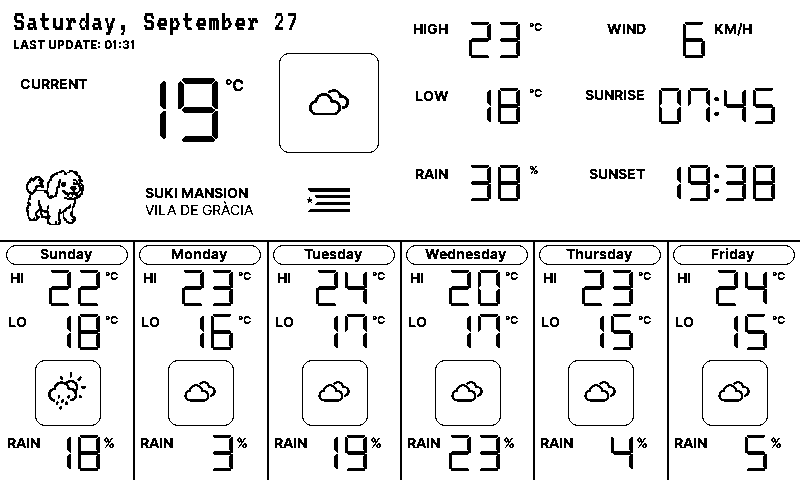 Saturday, September 27
LAST UPDATE: 01:31
CURRENT 19 °C
SUKI MANSION
VILA DE GRÀCIA
HIGH 23 °C
LOW 18 °C
RAIN 38 %
WIND 6 KM/H
SUNRISE 07:45
SUNSET 19:38
Sunday
HI 22 °C
LO 18 °C
RAIN 18 %
Monday
HI 23 °C
LO 16 °C
RAIN 3 %
Tuesday
HI 24 °C
LO 17 °C
RAIN 19 %
Wednesday
HI 20 °C
LO 17 °C
RAIN 23 %
Thursday
HI 23 °C
LO 15 °C
RAIN 4 %
Friday
HI 24 °C
LO 15 °C
RAIN 5 %